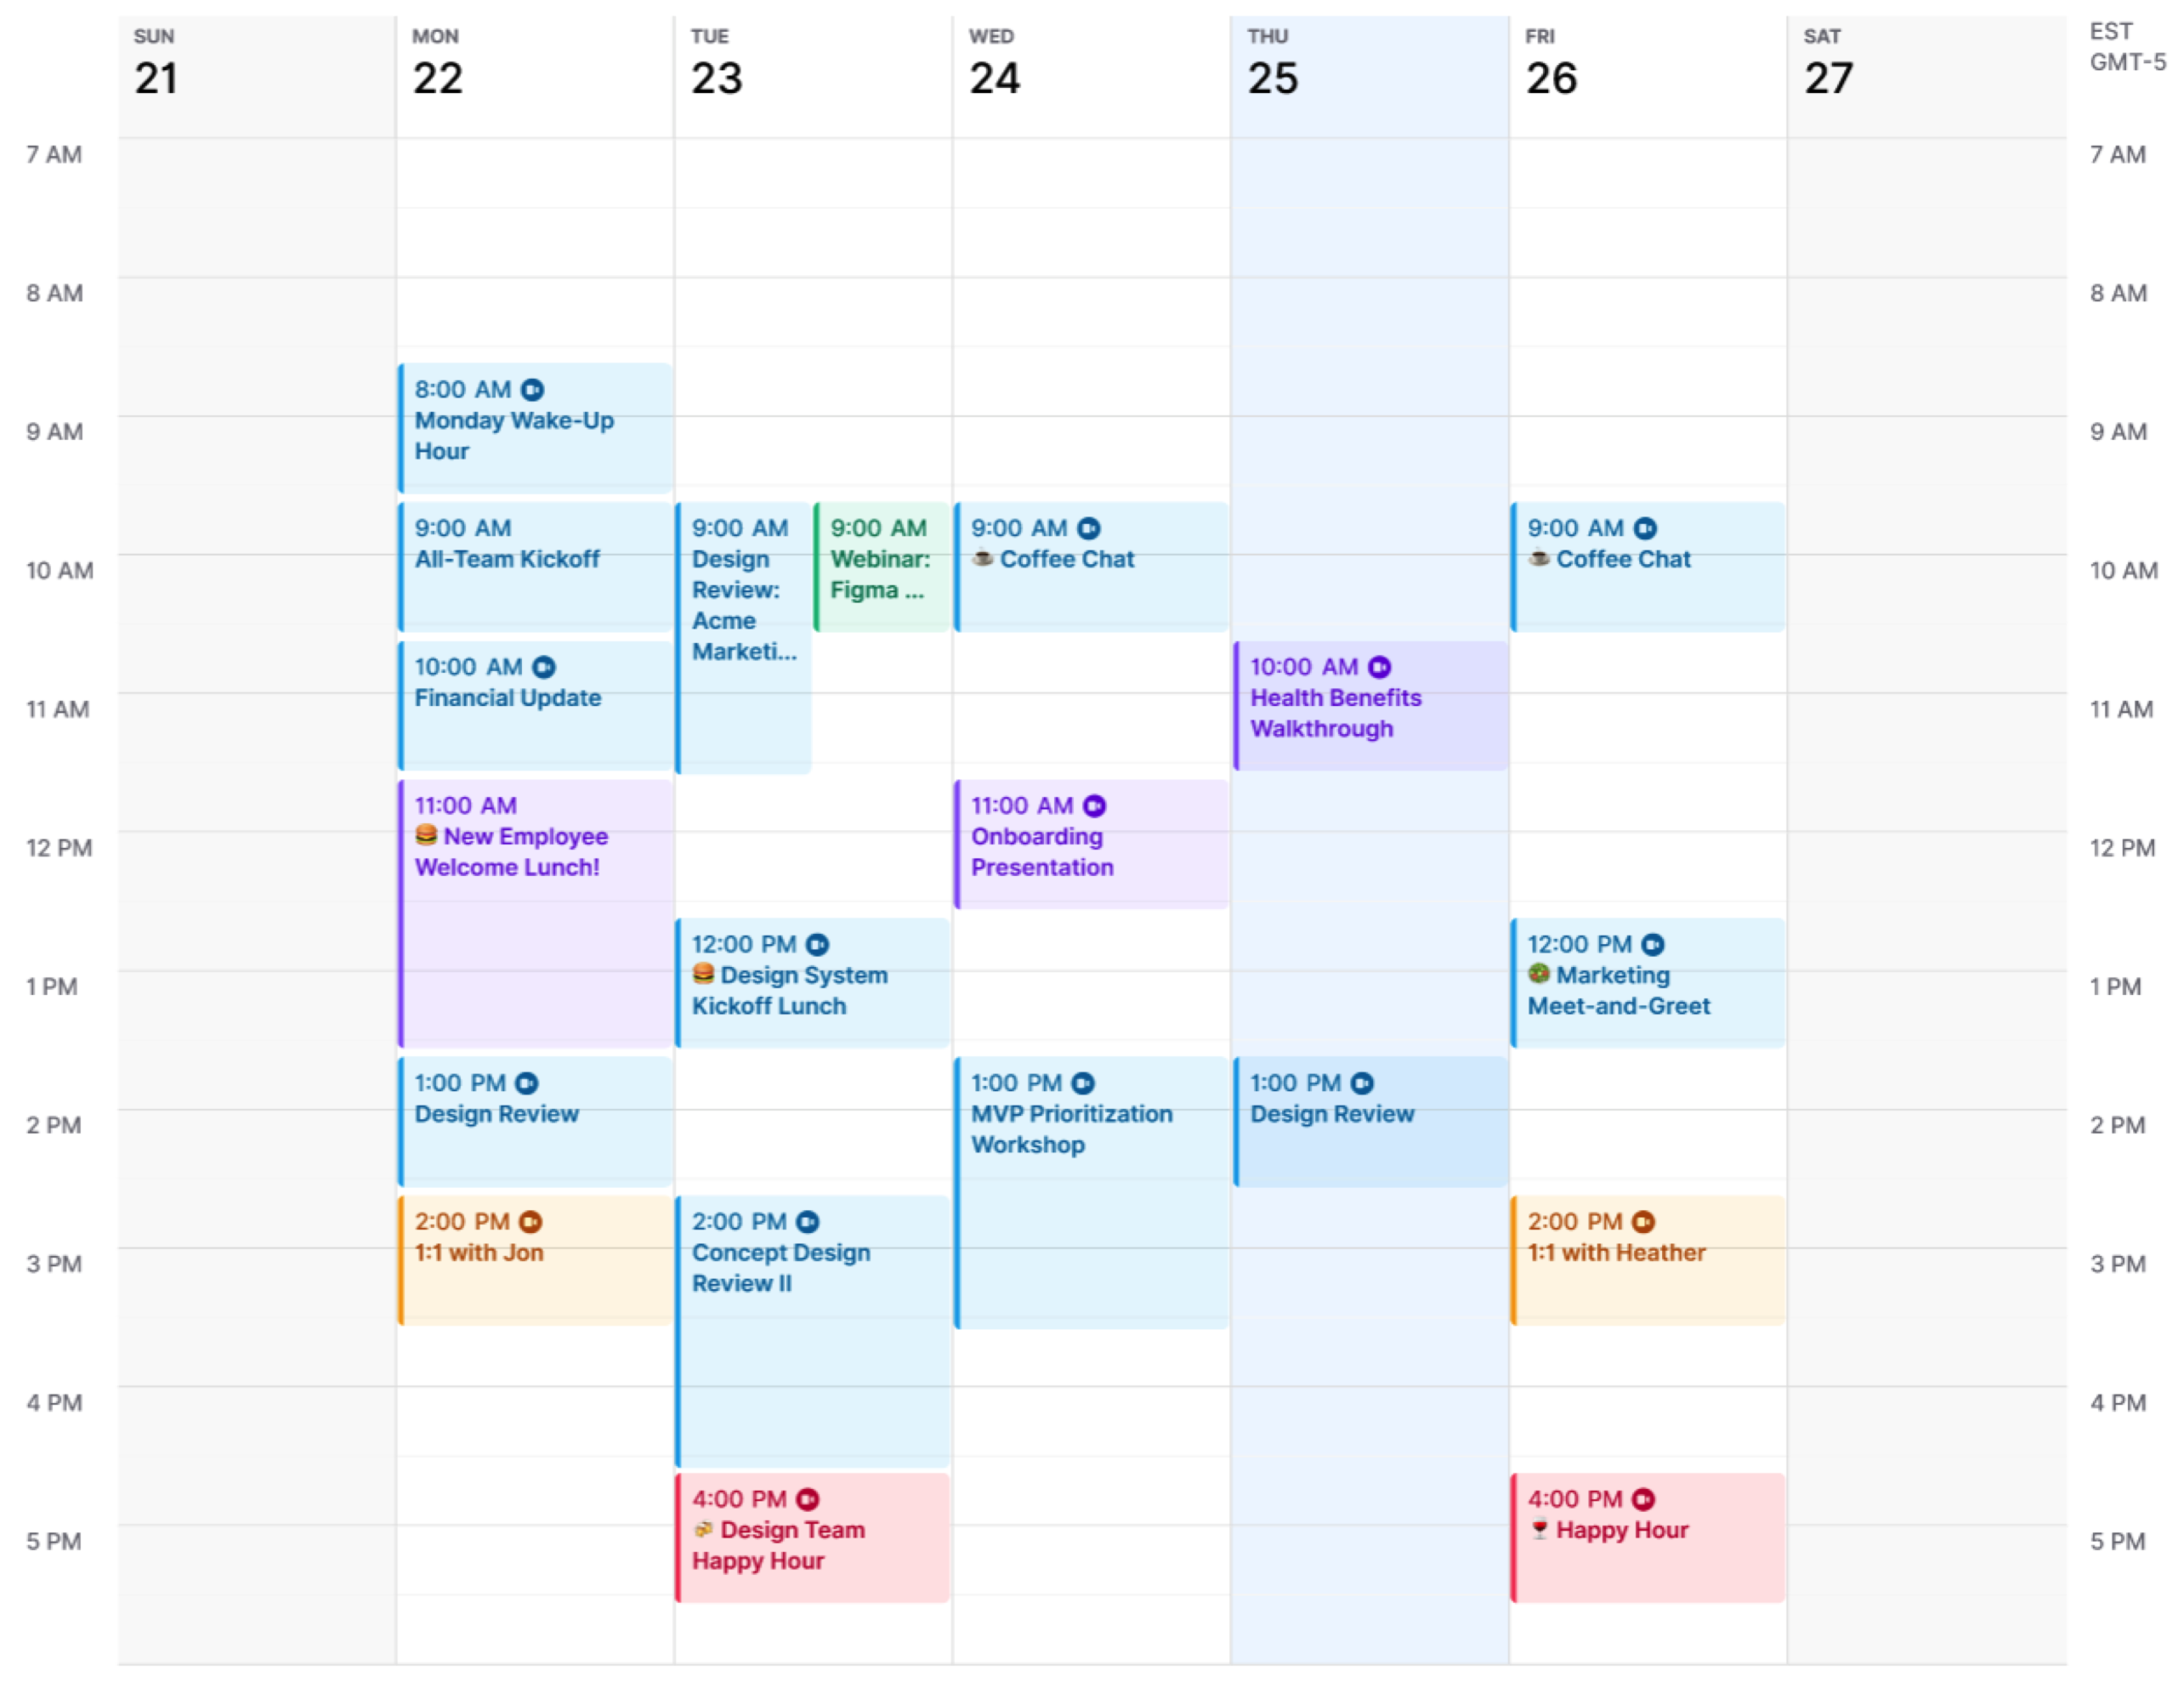 SUN
21
MON
22
TUE
23
WED
24
THU
25
FRI
26
SAT
27
EST
GMT-5
7 AM
8 AM
9 AM
10 AM
11 AM
12 PM
1 PM
2 PM
3 PM
4 PM
5 PM
8:00 AM
Monday Wake-Up
Hour
9:00 AM
All-Team Kickoff
10:00 AM
Financial Update
11:00 AM
🍔 New Employee
Welcome Lunch!
1:00 PM
Design Review
2:00 PM
1:1 with Jon
9:00 AM
Design
Review:
Acme
Marketi...
9:00 AM
Webinar:
Figma ...
12:00 PM
🍔 Design System
Kickoff Lunch
2:00 PM
Concept Design
Review II
4:00 PM
🍻 Design Team
Happy Hour
9:00 AM
☕ Coffee Chat
11:00 AM
Onboarding
Presentation
1:00 PM
MVP Prioritization
Workshop
10:00 AM
Health Benefits
Walkthrough
1:00 PM
Design Review
9:00 AM
☕ Coffee Chat
12:00 PM
🥗 Marketing
Meet-and-Greet
2:00 PM
1:1 with Heather
4:00 PM
🍷 Happy Hour
7 AM
8 AM
9 AM
10 AM
11 AM
12 PM
1 PM
2 PM
3 PM
4 PM
5 PM